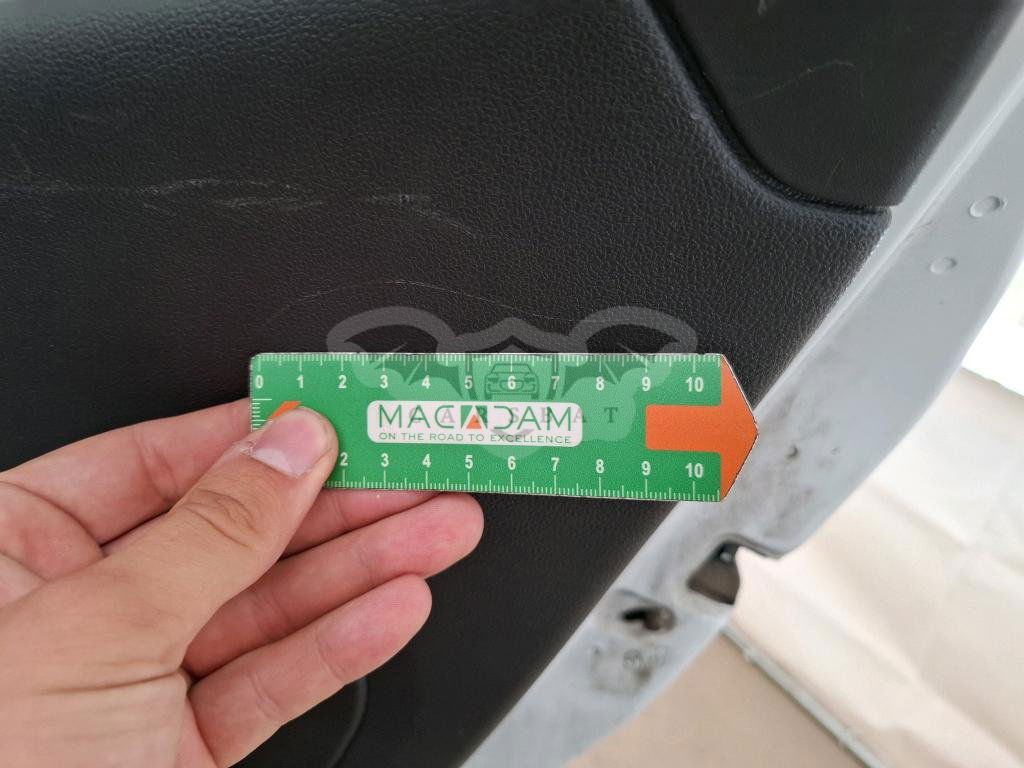 0 1 2 3 4 5 6 7 8 9 10
MACADAM
CARSEAT
ON THE ROAD TO EXCELLENCE
2 3 4 5 6 7 8 9 10